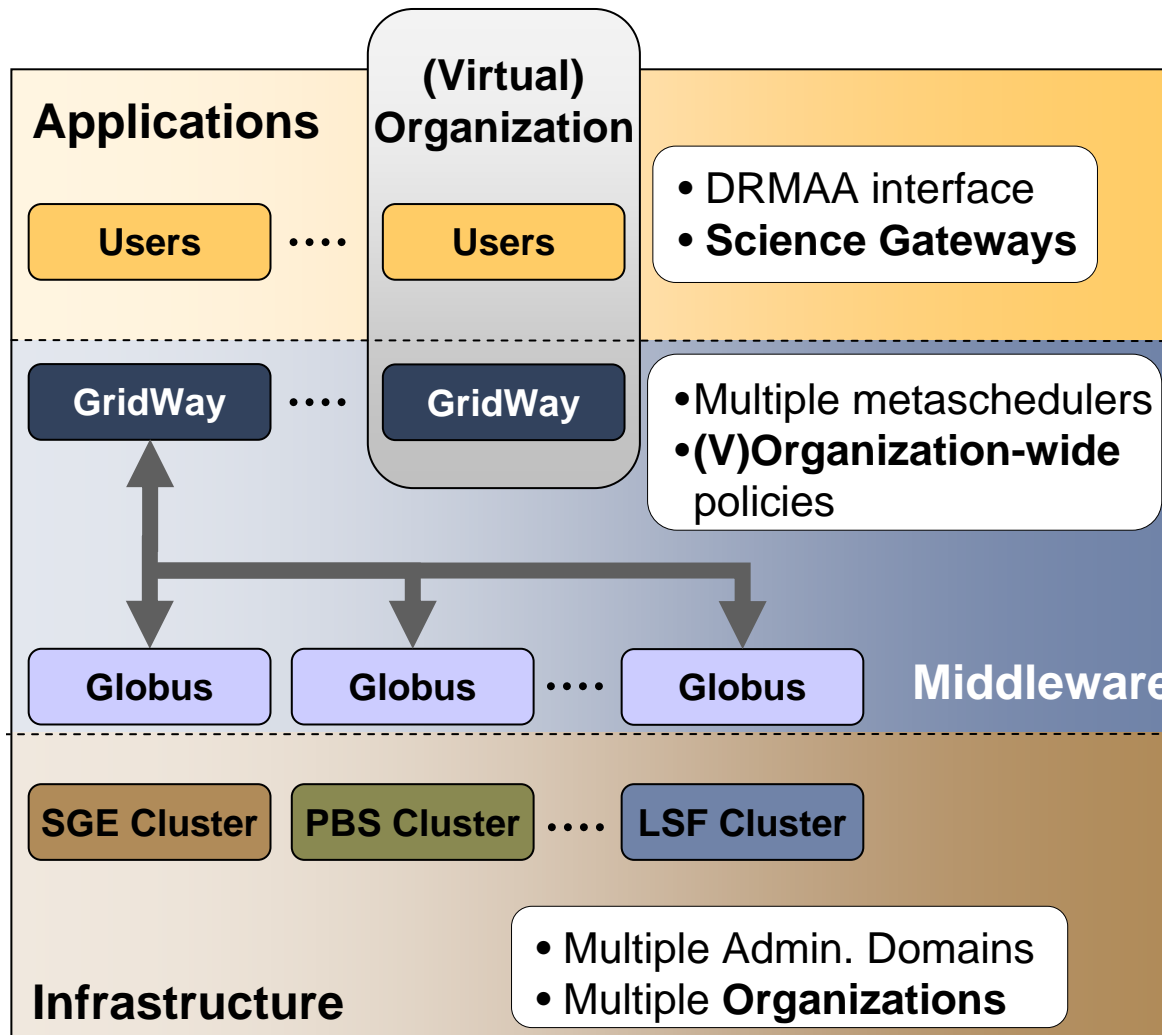 (Virtual)
Organization
Applications
• DRMAA interface
• Science Gateways
Users
....
Users
GridWay
....
GridWay
•Multiple metaschedulers
•(V)Organization-wide
policies
Globus
Globus
....
Globus
Middleware
SGE Cluster
PBS Cluster
....
LSF Cluster
• Multiple Admin. Domains
• Multiple Organizations
Infrastructure